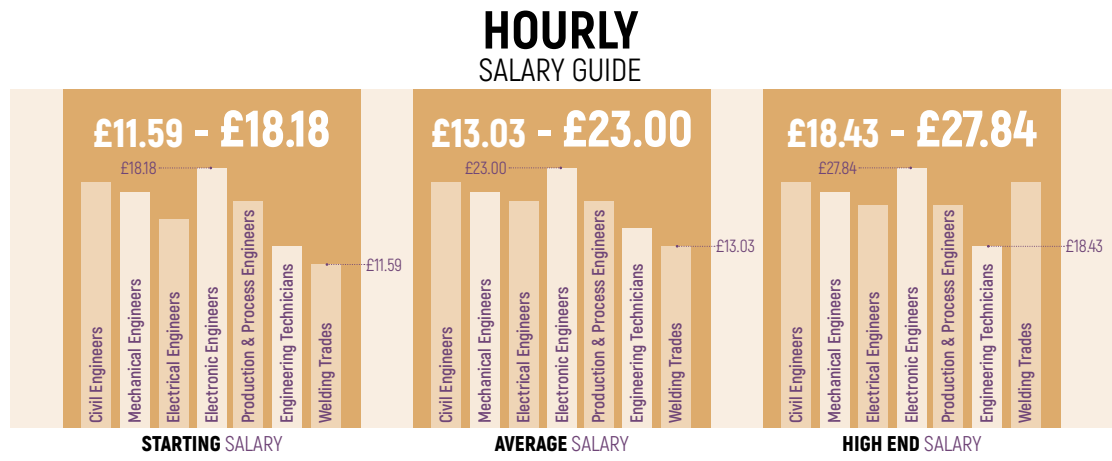 HOURLY
SALARY GUIDE
£11.59 - £18.18
£18.18
£11.59
Civil Engineers
Mechanical Engineers
Electrical Engineers
Electronic Engineers
Production & Process Engineers
Engineering Technicians
Welding Trades
STARTING SALARY
£13.03 - £23.00
£23.00
£13.03
Civil Engineers
Mechanical Engineers
Electrical Engineers
Electronic Engineers
Production & Process Engineers
Engineering Technicians
Welding Trades
AVERAGE SALARY
£18.43 - £27.84
£27.84
£18.43
Civil Engineers
Mechanical Engineers
Electrical Engineers
Electronic Engineers
Production & Process Engineers
Engineering Technicians
Welding Trades
HIGH END SALARY